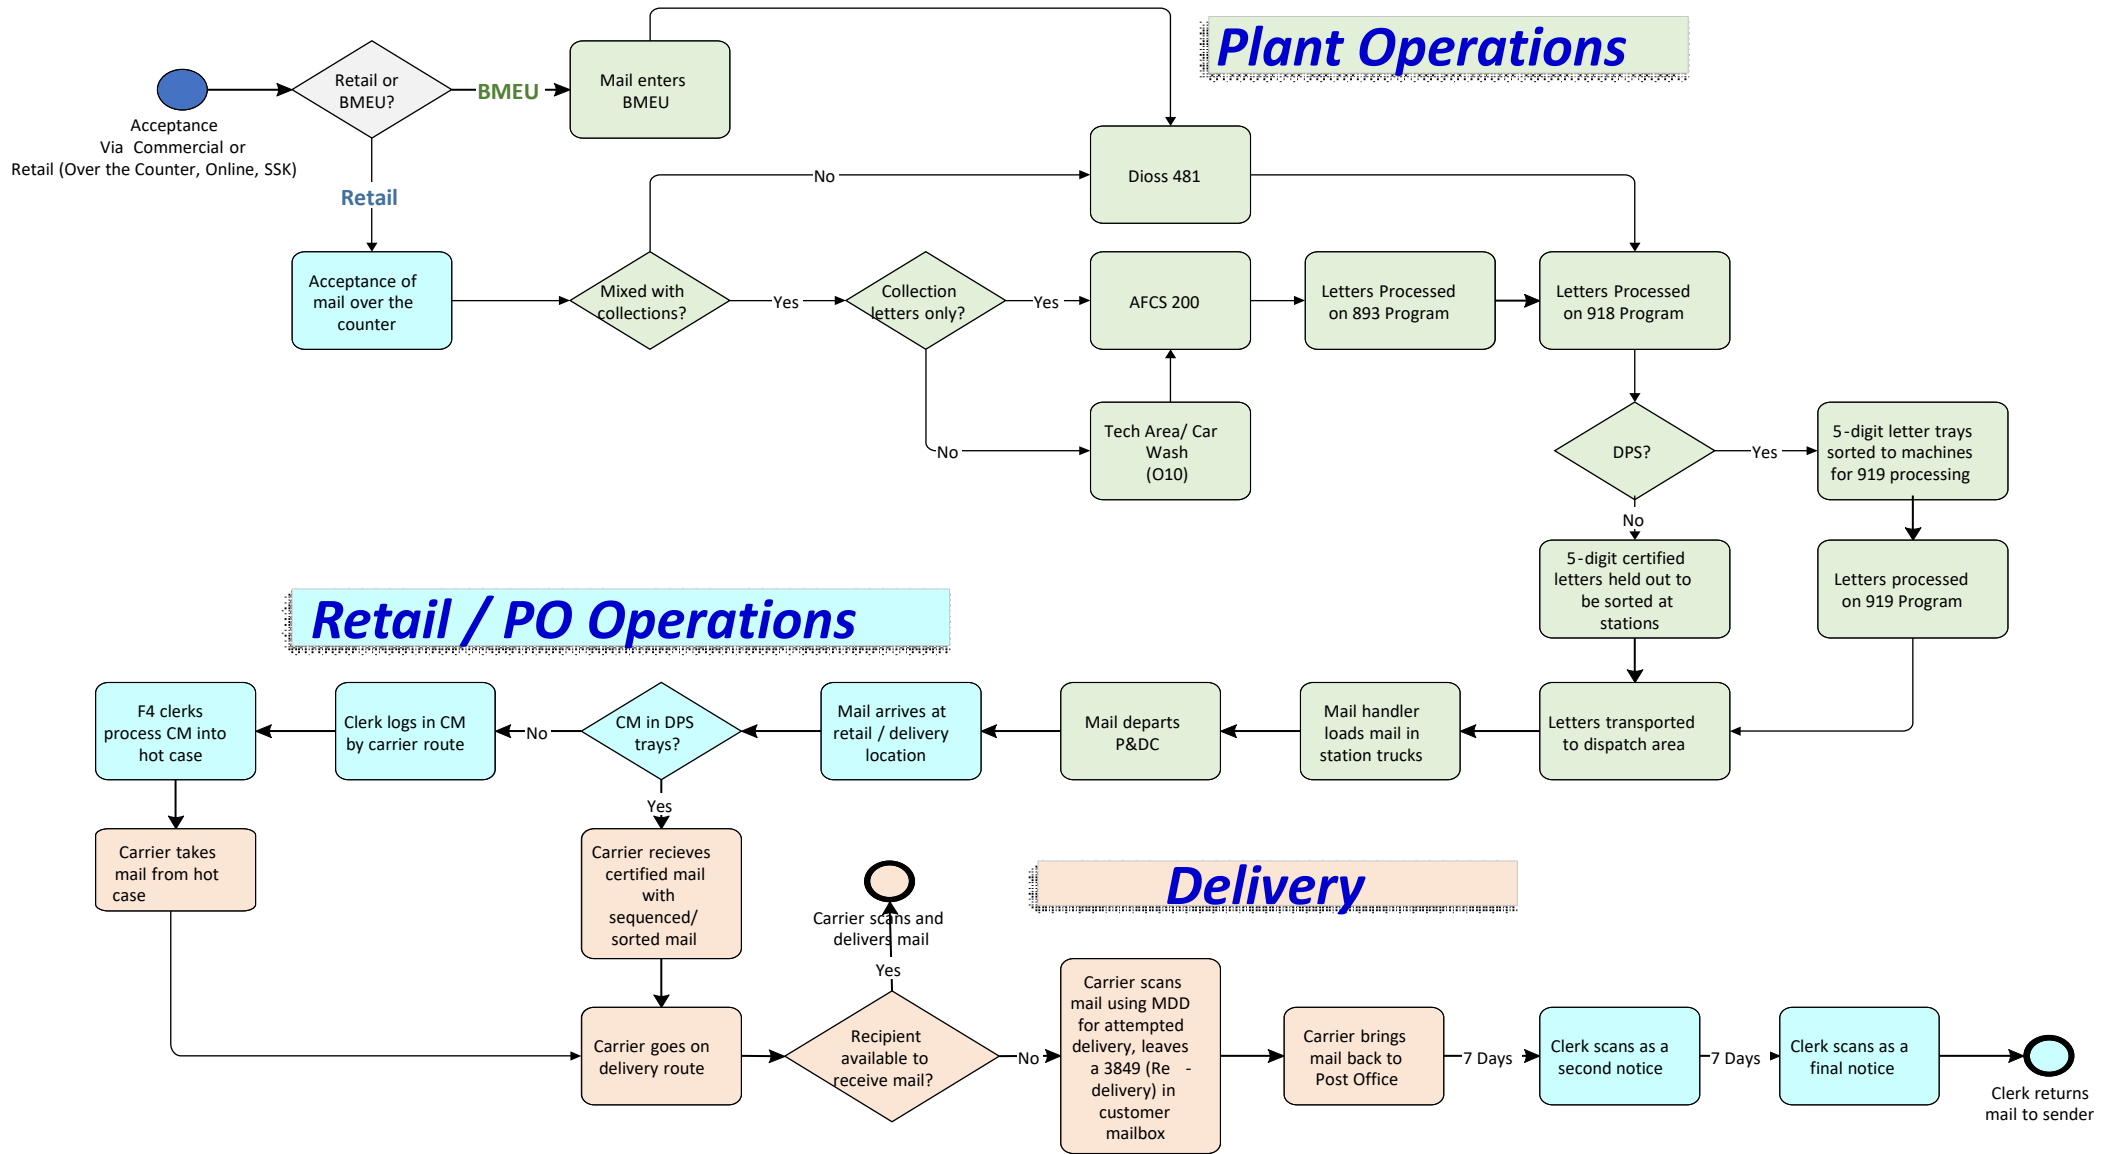 Plant Operations
Retail or
BMEU?
BMEU
Mail enters
BMEU
Acceptance
Via Commercial or
Retail (Over the Counter, Online, SSK)
Retail
No
Dioss 481
Acceptance of
mail over the
counter
Mixed with
collections?
Yes
Collection
letters only?
Yes
AFCS 200
Letters Processed
on 893 Program
Letters Processed
on 918 Program
No
Tech Area/ Car
Wash
(O10)
DPS?
Yes
5-digit letter trays
sorted to machines
for 919 processing
No
5-digit certified
letters held out to
be sorted at
stations
Letters processed
on 919 Program
Retail / PO Operations
F4 clerks
process CM into
hot case
Clerk logs in CM
by carrier route
No
CM in DPS
trays?
Mail arrives at
retail / delivery
location
Mail departs
P&DC
Mail handler
loads mail in
station trucks
Letters transported
to dispatch area
Yes
Carrier takes
mail from hot
case
Carrier recieves
certified mail
with
sequenced/
sorted mail
Carrier scans and
delivers mail
Delivery
Yes
Carrier goes on
delivery route
Recipient
available to
receive mail?
No
Carrier scans
mail using MDD
for attempted
delivery, leaves
a 3849 (Re -
delivery) in
customer
mailbox
Carrier brings
mail back to
Post Office
7 Days
Clerk scans as a
second notice
7 Days
Clerk scans as a
final notice
Clerk returns
mail to sender